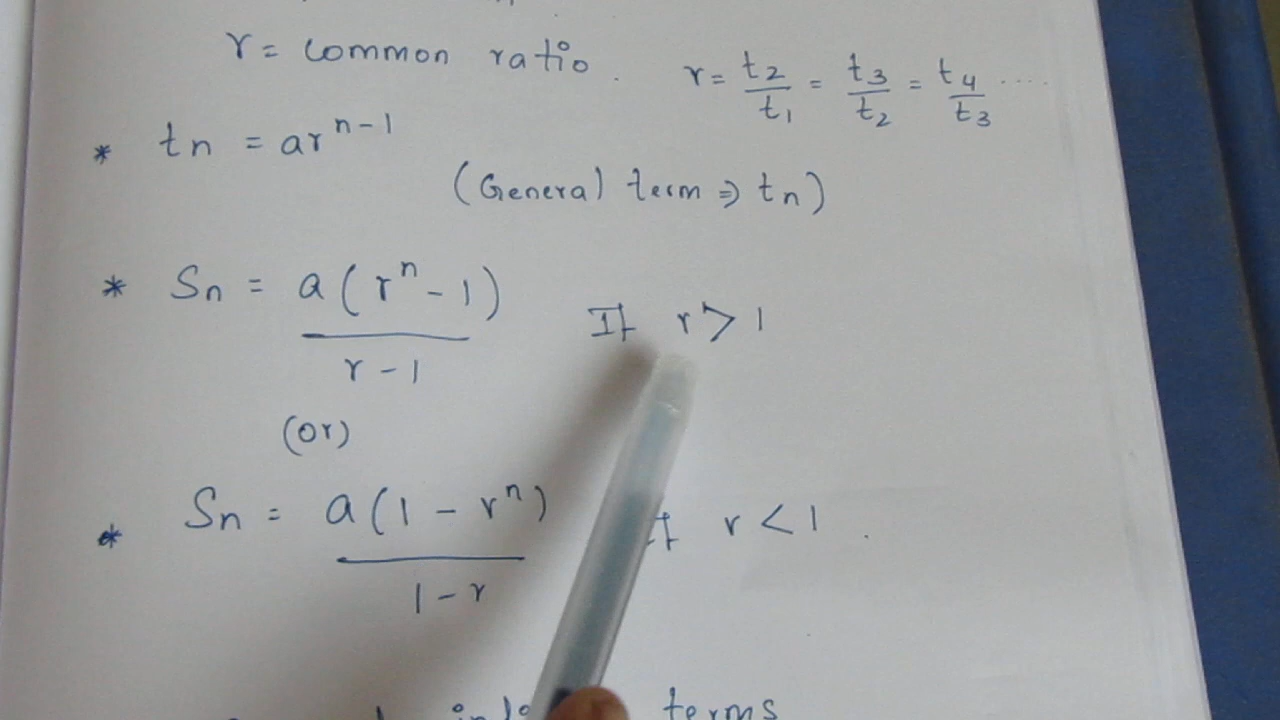 r = common ratio. r = t2/t1 = t3/t2 = t4/t3 ....
* tn = ar^n-1
(General term ⇒ tn)
* Sn = a(r^n - 1) / r - 1 If r > 1
(or)
* Sn = a(1 - r^n) / 1 - r If r < 1.
terms